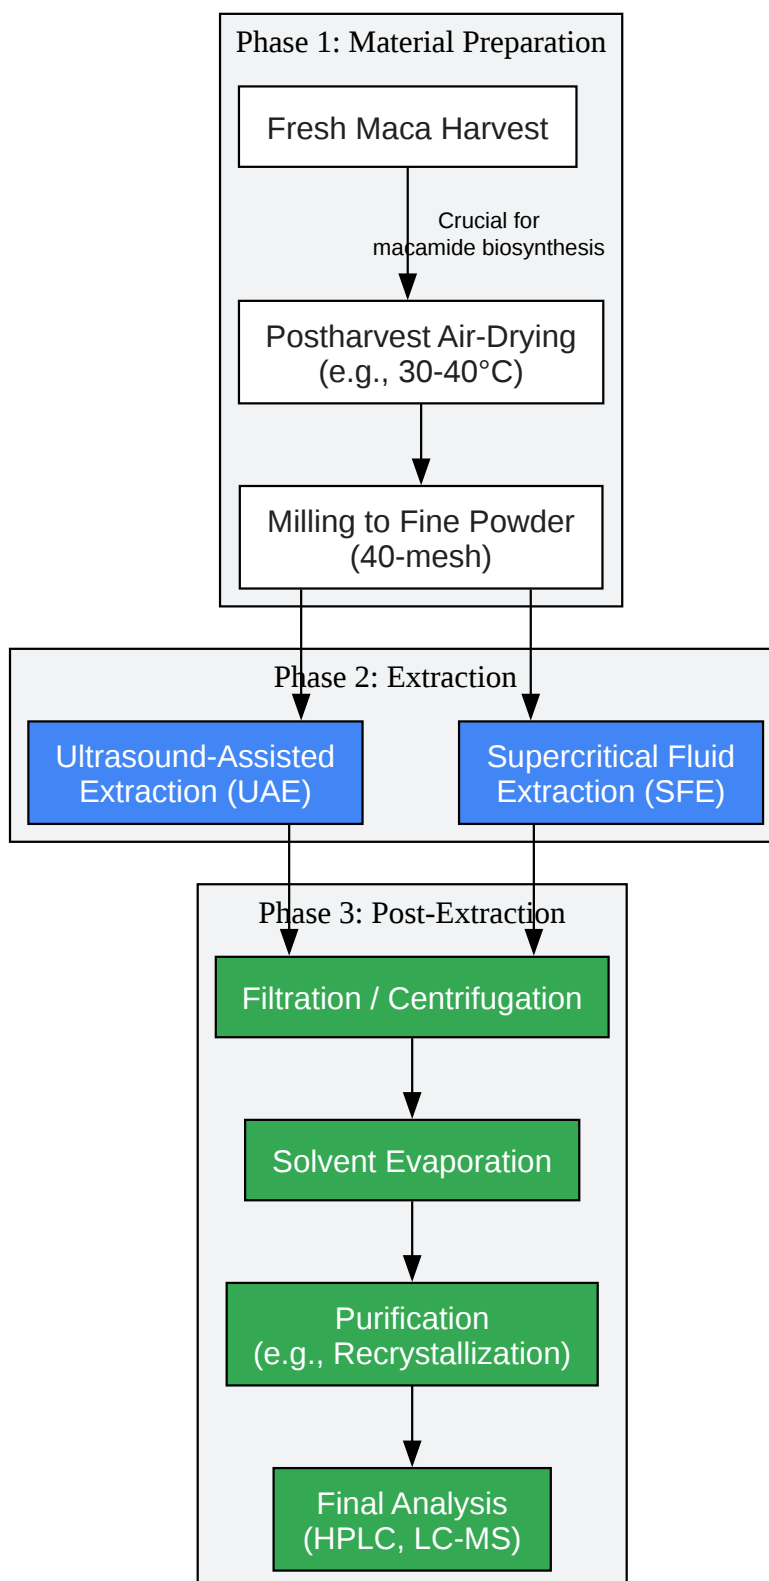 Phase 1: Material Preparation
Fresh Maca Harvest
Crucial for
macamide biosynthesis
Postharvest Air-Drying
(e.g., 30-40°C)
Milling to Fine Powder
(40-mesh)
Phase 2: Extraction
Ultrasound-Assisted
Extraction (UAE)
Supercritical Fluid
Extraction (SFE)
Phase 3: Post-Extraction
Filtration / Centrifugation
Solvent Evaporation
Purification
(e.g., Recrystallization)
Final Analysis
(HPLC, LC-MS)